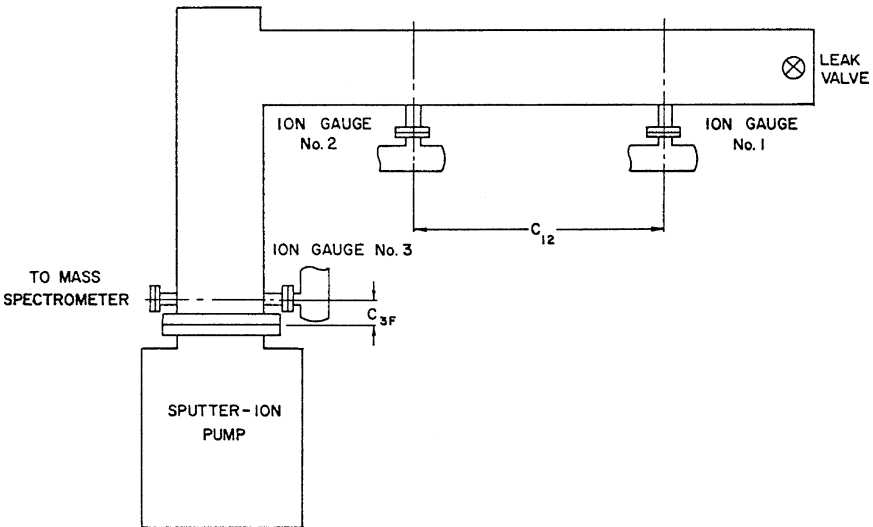 LEAK
VALVE
ION GAUGE
No. 2
ION GAUGE
No. 1
C12
ION GAUGE No. 3
TO MASS
SPECTROMETER
C3F
SPUTTER-ION
PUMP